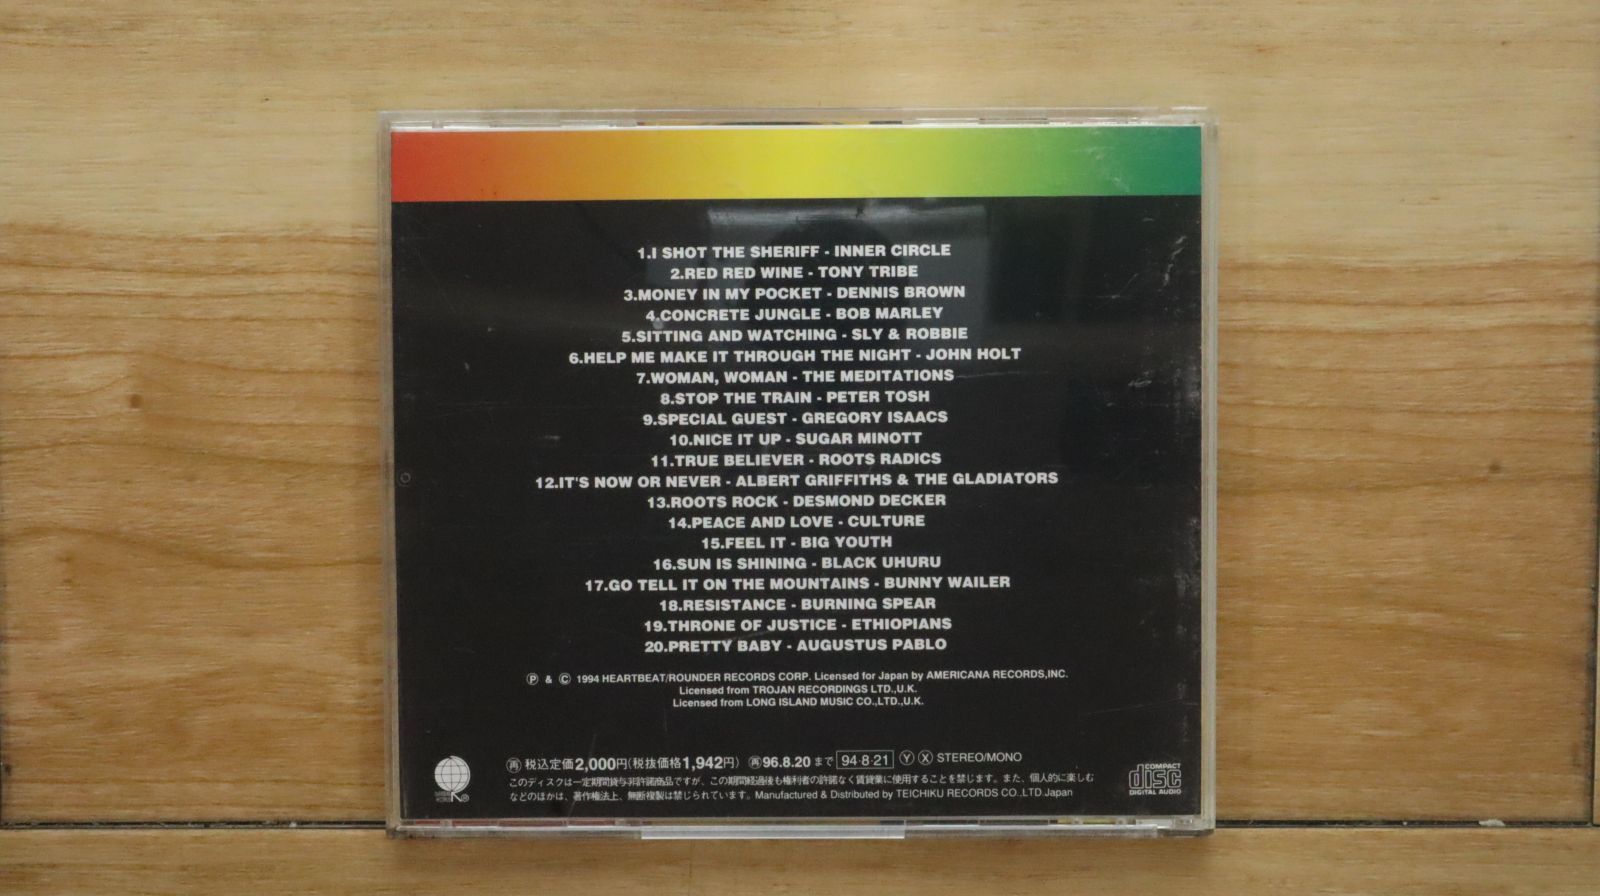 1.I SHOT THE SHERIFF - INNER CIRCLE
2.RED RED WINE - TONY TRIBE
3.MONEY IN MY POCKET - DENNIS BROWN
4.CONCRETE JUNGLE - BOB MARLEY
5.SITTING AND WATCHING - SLY & ROBBIE
6.HELP ME MAKE IT THROUGH THE NIGHT - JOHN HOLT
7.WOMAN, WOMAN - THE MEDITATIONS
8.STOP THE TRAIN - PETER TOSH
9.SPECIAL GUEST - GREGORY ISAACS
10.NICE IT UP - SUGAR MINOTT
11.TRUE BELIEVER - ROOTS RADICS
12.IT'S NOW OR NEVER - ALBERT GRIFFITHS & THE GLADIATORS
13.ROOTS ROCK - DESMOND DECKER
14.PEACE AND LOVE - CULTURE
15.FEEL IT - BIG YOUTH
16.SUN IS SHINING - BLACK UHURU
17.GO TELL IT ON THE MOUNTAINS - BUNNY WAILER
18.RESISTANCE - BURNING SPEAR
19.THRONE OF JUSTICE - ETHIOPIANS
20.PRETTY BABY - AUGUSTUS PABLO
Ⓟ & Ⓒ 1994 HEARTBEAT/ROUNDER RECORDS CORP. Licensed for Japan by AMERICANA RECORDS,INC.
Licensed from TROJAN RECORDINGS LTD.,U.K.
Licensed from LONG ISLAND MUSIC CO.,LTD.,U.K.
㊢税込定価2,000円(税抜価格1,942円) ㊢96.8.20まで 94·8·21 Ⓨ Ⓧ STEREO/MONO
このディスクは一定期間貸与非許諾商品ですが、この期間経過後も権利者の許諾なく賃貸業に使用することを禁じます。また、個人的に楽しむ
などのほかは、著作権法上、無断複製は禁じられています。Manufactured & Distributed by TEICHIKU RECORDS CO.,LTD.Japan
COMPACT
disc
DIGITAL AUDIO